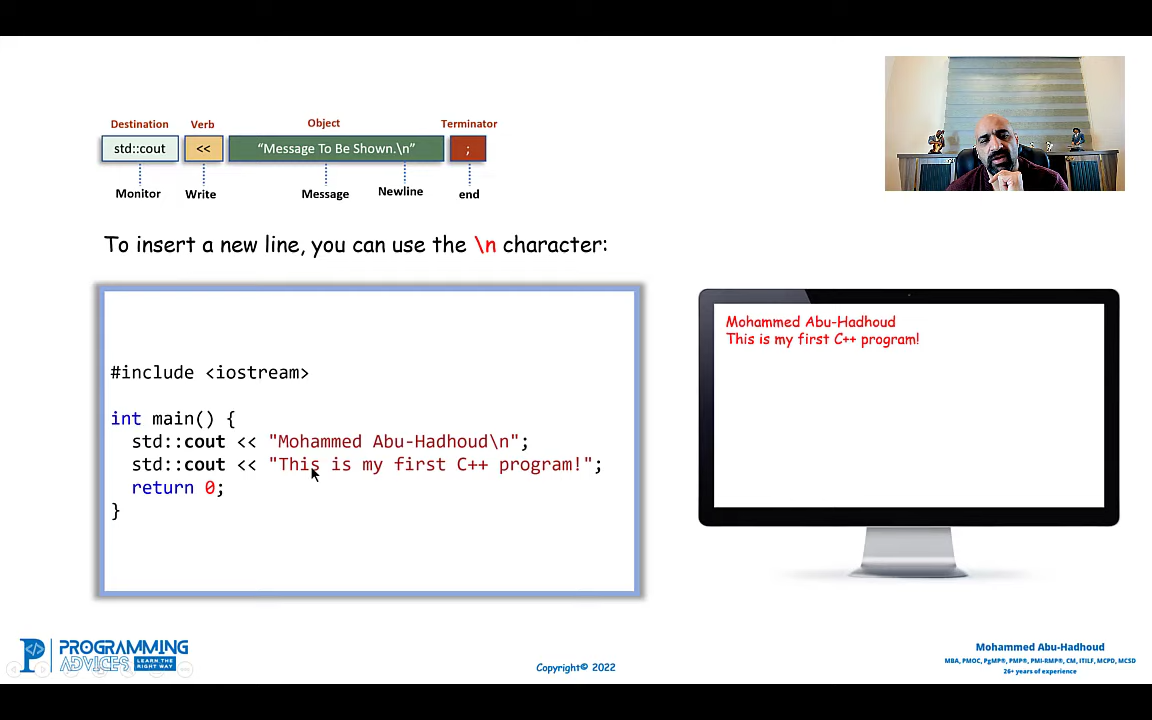 Destination Verb Object Terminator
std::cout << “Message To Be Shown.\n” ;
Monitor Write Message Newline end
To insert a new line, you can use the \n character:
#include <iostream>
int main() {
  std::cout << "Mohammed Abu-Hadhoud\n";
  std::cout << "This is my first C++ program!";
  return 0;
}
Mohammed Abu-Hadhoud
This is my first C++ program!
PROGRAMMING
ADVICES LEARN THE RIGHT WAY
Copyright© 2022
Mohammed Abu-Hadhoud
MBA, PMOC, PgMP®, PMP®, PMI-RMP®, CM, ITILF, MCPD, MCSD
26+ years of experience